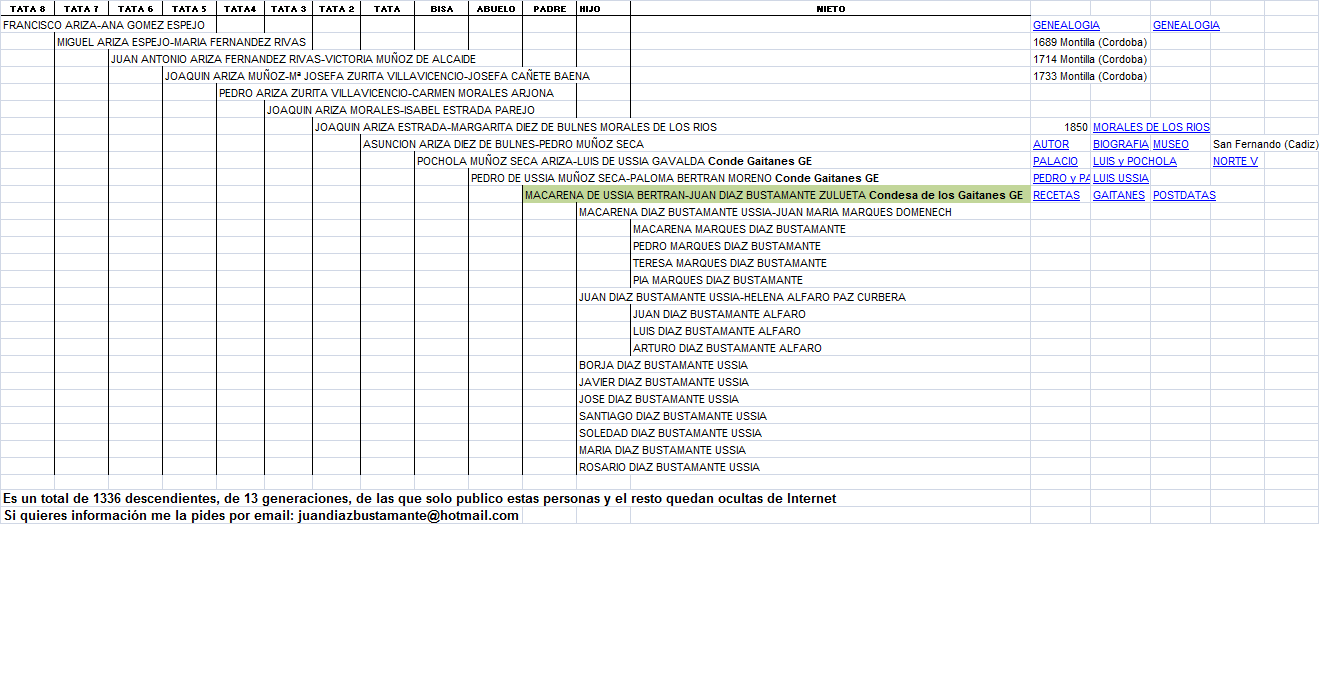 TATA 8 TATA 7 TATA 6 TATA 5 TATA4 TATA 3 TATA 2 TATA BISA ABUELO PADRE HIJO NIETO
FRANCISCO ARIZA-ANA GOMEZ ESPEJO GENEALOGIA GENEALOGIA
MIGUEL ARIZA ESPEJO-MARIA FERNANDEZ RIVAS 1689 Montilla (Cordoba)
JUAN ANTONIO ARIZA FERNANDEZ RIVAS-VICTORIA MUÑOZ DE ALCAIDE 1714 Montilla (Cordoba)
JOAQUIN ARIZA MUÑOZ-Mª JOSEFA ZURITA VILLAVICENCIO-JOSEFA CAÑETE BAENA 1733 Montilla (Cordoba)
PEDRO ARIZA ZURITA VILLAVICENCIO-CARMEN MORALES ARJONA
JOAQUIN ARIZA MORALES-ISABEL ESTRADA PAREJO
JOAQUIN ARIZA ESTRADA-MARGARITA DIEZ DE BULNES MORALES DE LOS RIOS 1850 MORALES DE LOS RIOS
ASUNCION ARIZA DIEZ DE BULNES-PEDRO MUÑOZ SECA AUTOR BIOGRAFIA MUSEO San Fernando (Cadiz)
POCHOLA MUÑOZ SECA ARIZA-LUIS DE USSIA GAVALDA Conde Gaitanes GE PALACIO LUIS y POCHOLA NORTE V
PEDRO DE USSIA MUÑOZ SECA-PALOMA BERTRAN MORENO Conde Gaitanes GE PEDRO y PA LUIS USSIA
MACARENA DE USSIA BERTRAN-JUAN DIAZ BUSTAMANTE ZULUETA Condesa de los Gaitanes GE RECETAS GAITANES POSTDATAS
MACARENA DIAZ BUSTAMANTE USSIA-JUAN MARIA MARQUES DOMENECH
MACARENA MARQUES DIAZ BUSTAMANTE
PEDRO MARQUES DIAZ BUSTAMANTE
TERESA MARQUES DIAZ BUSTAMANTE
PIA MARQUES DIAZ BUSTAMANTE
JUAN DIAZ BUSTAMANTE USSIA-HELENA ALFARO PAZ CURBERA
JUAN DIAZ BUSTAMANTE ALFARO
LUIS DIAZ BUSTAMANTE ALFARO
ARTURO DIAZ BUSTAMANTE ALFARO
BORJA DIAZ BUSTAMANTE USSIA
JAVIER DIAZ BUSTAMANTE USSIA
JOSE DIAZ BUSTAMANTE USSIA
SANTIAGO DIAZ BUSTAMANTE USSIA
SOLEDAD DIAZ BUSTAMANTE USSIA
MARIA DIAZ BUSTAMANTE USSIA
ROSARIO DIAZ BUSTAMANTE USSIA
Es un total de 1336 descendientes, de 13 generaciones, de las que solo publico estas personas y el resto quedan ocultas de Internet
Si quieres información me la pides por email: juandiazbustamante@hotmail.com